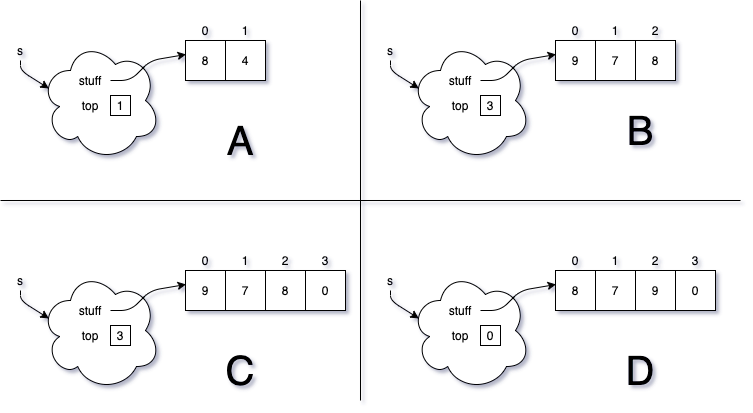 0 1
s
stuff 8 4
top 1
A
0 1 2
s
stuff 9 7 8
top 3
B
0 1 2 3
s
stuff 9 7 8 0
top 3
C
0 1 2 3
s
stuff 8 7 9 0
top 0
D